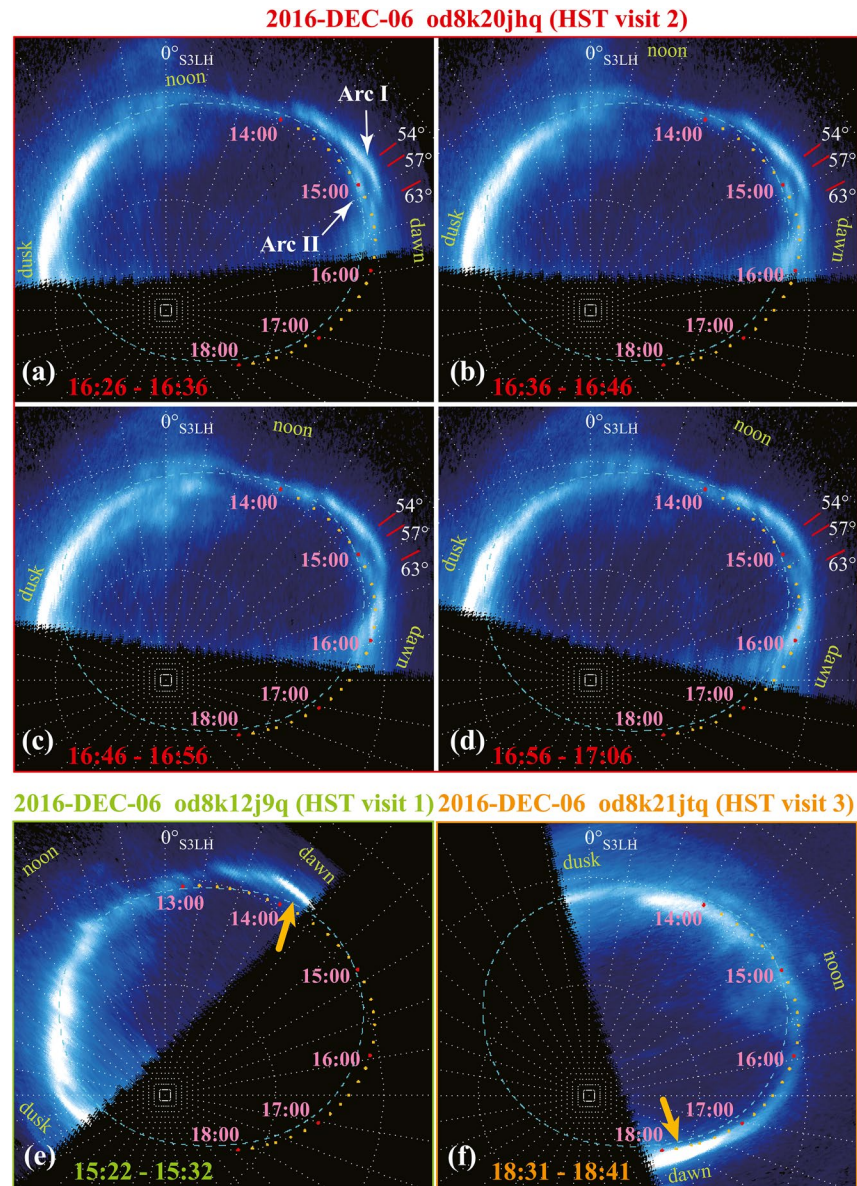 2016-DEC-06 od8k20jhq (HST visit 2)
0° S3LH
noon
Arc I
14:00
54°
57°
15:00
63°
Arc II
dawn
dusk
16:00
17:00
18:00
(a)
16:26 - 16:36
0° S3LH
noon
14:00
54°
57°
15:00
63°
dawn
dusk
16:00
17:00
18:00
(b)
16:36 - 16:46
0° S3LH
noon
14:00
54°
57°
15:00
63°
dusk
dawn
16:00
17:00
18:00
(c)
16:46 - 16:56
0° S3LH
noon
14:00
54°
57°
15:00
63°
dusk
16:00
dawn
17:00
18:00
(d)
16:56 - 17:06
2016-DEC-06 od8k12j9q (HST visit 1)
0° S3LH
noon
dawn
13:00
14:00
15:00
16:00
17:00
dusk
18:00
(e)
15:22 - 15:32
2016-DEC-06 od8k21jtq (HST visit 3)
0° S3LH
dusk
14:00
15:00
noon
16:00
17:00
18:00
dawn
(f)
18:31 - 18:41